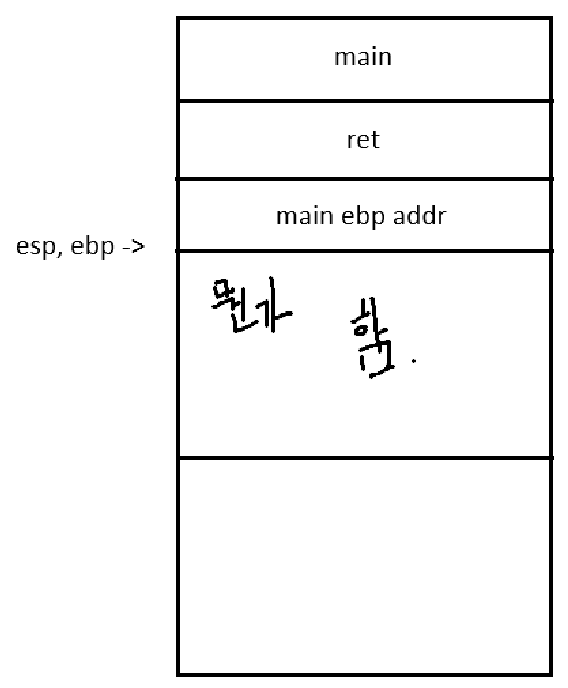 main
ret
main ebp addr
esp, ebp ->
뭔가 함.